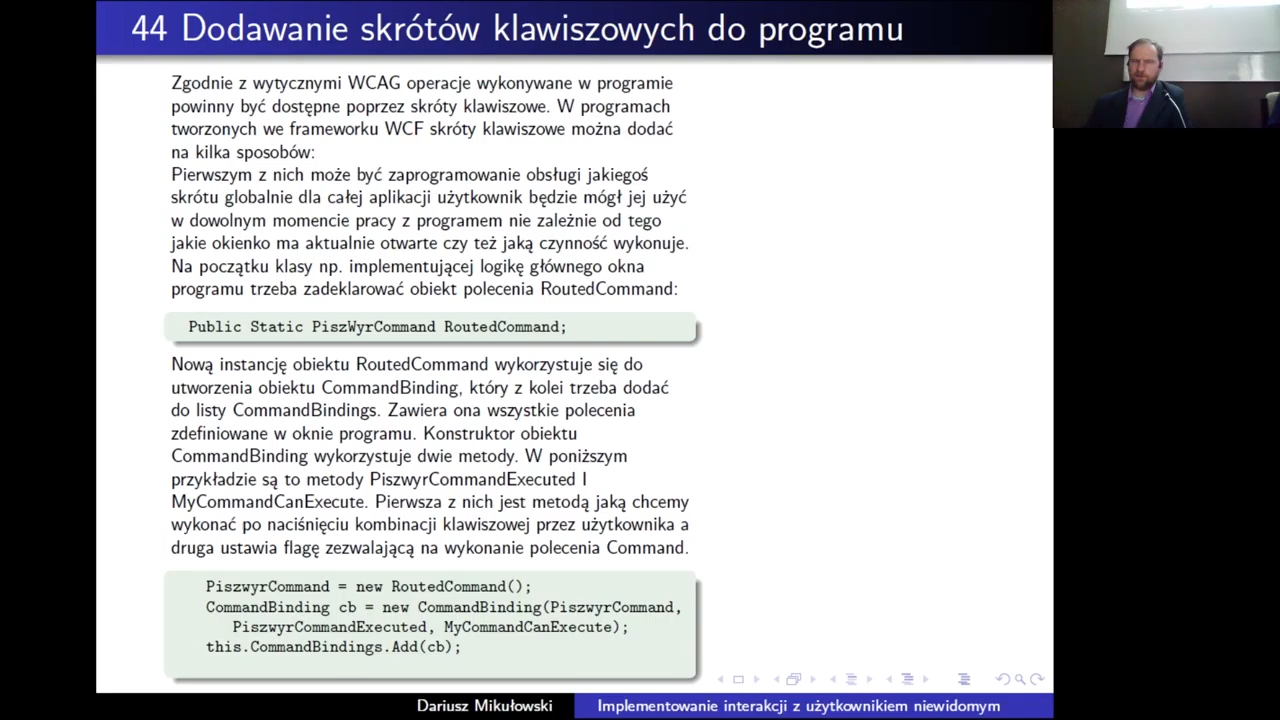 44 Dodawanie skrótów klawiszowych do programu
Zgodnie z wytycznymi WCAG operacje wykonywane w programie
powinny być dostępne poprzez skróty klawiszowe. W programach
tworzonych we frameworku WCF skróty klawiszowe można dodać
na kilka sposobów:
Pierwszym z nich może być zaprogramowanie obsługi jakiegoś
skrótu globalnie dla całej aplikacji użytkownik będzie mógł jej użyć
w dowolnym momencie pracy z programem nie zależnie od tego
jakie okienko ma aktualnie otwarte czy też jaką czynność wykonuje.
Na początku klasy np. implementującej logikę głównego okna
programu trzeba zadeklarować obiekt polecenia RoutedCommand:
Public Static PiszWyrCommand RoutedCommand;
Nową instancję obiektu RoutedCommand wykorzystuje się do
utworzenia obiektu CommandBinding, który z kolei trzeba dodać
do listy CommandBindings. Zawiera ona wszystkie polecenia
zdefiniowane w oknie programu. Konstruktor obiektu
CommandBinding wykorzystuje dwie metody. W poniższym
przykładzie są to metody PiszwyrCommandExecuted I
MyCommandCanExecute. Pierwsza z nich jest metodą jaką chcemy
wykonać po naciśnięciu kombinacji klawiszowej przez użytkownika a
druga ustawia flagę zezwalającą na wykonanie polecenia Command.
PiszwyrCommand = new RoutedCommand();
CommandBinding cb = new CommandBinding(PiszwyrCommand,
PiszwyrCommandExecuted, MyCommandCanExecute);
this.CommandBindings.Add(cb);
Dariusz Mikułowski
Implementowanie interakcji z użytkownikiem niewidomym